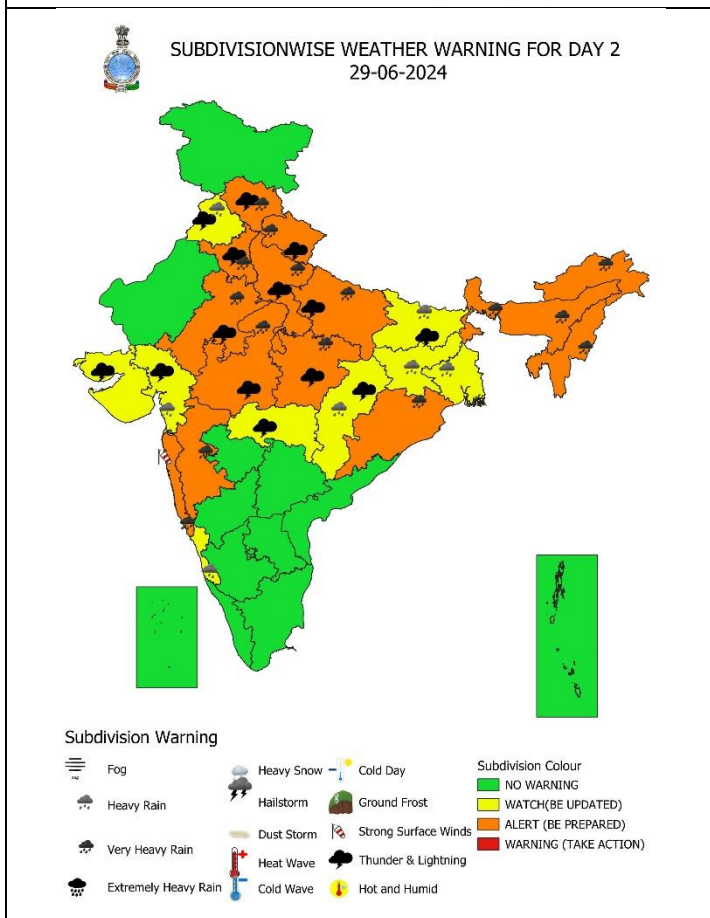 SUBDIVISIONWISE WEATHER WARNING FOR DAY 2
29-06-2024
Subdivision Warning
Fog
Heavy Rain
Very Heavy Rain
Extremely Heavy Rain
Heavy Snow
Hailstorm
Dust Storm
Heat Wave
Cold Wave
Cold Day
Ground Frost
Strong Surface Winds
Thunder & Lightning
Hot and Humid
Subdivision Colour
NO WARNING
WATCH(BE UPDATED)
ALERT (BE PREPARED)
WARNING (TAKE ACTION)